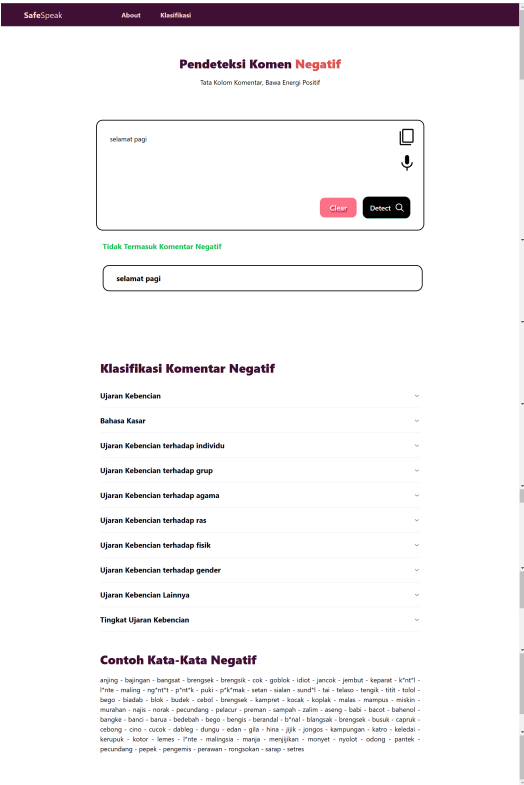 SafeSpeak About Klasifikasi
Pendeteksi Komen Negatif
Tata Kolom Komentar, Bawa Energi Positif
selamat pagi
Clear Detect
Tidak Termasuk Komentar Negatif
selamat pagi
Klasifikasi Komentar Negatif
Ujaran Kebencian
Bahasa Kasar
Ujaran Kebencian terhadap individu
Ujaran Kebencian terhadap grup
Ujaran Kebencian terhadap agama
Ujaran Kebencian terhadap ras
Ujaran Kebencian terhadap fisik
Ujaran Kebencian terhadap gender
Ujaran Kebencian Lainnya
Tingkat Ujaran Kebencian
Contoh Kata-Kata Negatif
anjing - bajingan - bangsat - brengsek - brengsik - cok - goblok - idiot - jancok - jembut - keparat - k*nt*l -
l*nte - maling - ng*nt*t - p*nt*k - puki - p*k*mak - setan - sialan - sund*l - tai - telaso - tengik - titit - tolol -
bego - biadab - blok - budek - cebol - brengsek - kampret - kocak - koplak - malas - mampus - miskin -
murahan - najis - norak - pecundang - pelacur - preman - sampah - zalim - aseng - babi - bacot - bahenol -
bangke - banci - barua - bedebah - bego - bengis - berandal - b*nal - blangsak - brengsek - busuk - capruk -
cebong - cino - cucok - dableg - dungu - edan - gila - hina - jijik - jongos - kampungan - katro - keledai -
kerupuk - kotor - lemes - l*nte - malingsia - manja - menjijikan - monyet - nyolot - odong - pantek -
pecundang - pepek - pengemis - perawan - rongsokan - sarap - setres